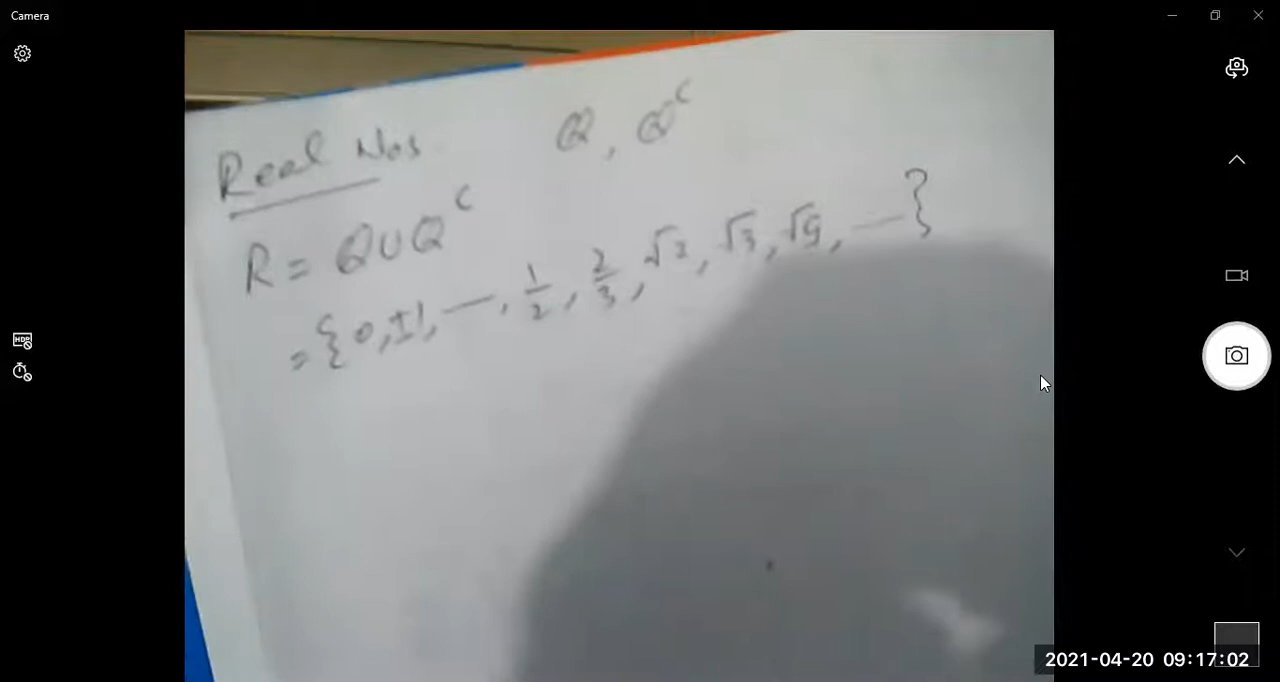 Camera
Real Nos Q, Q^c
R = Q∪Q^c
= {0, ±1, —, 1/2, 2/3, √2, √3, √5, —}
2021-04-20 09:17:02